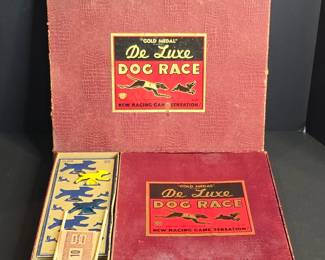 "GOLD MEDAL"
De Luxe
DOG RACE
NEW RACING GAME SENSATION!
"GOLD MEDAL"
De Luxe
DOG RACE
NEW RACING GAME SENSATION!